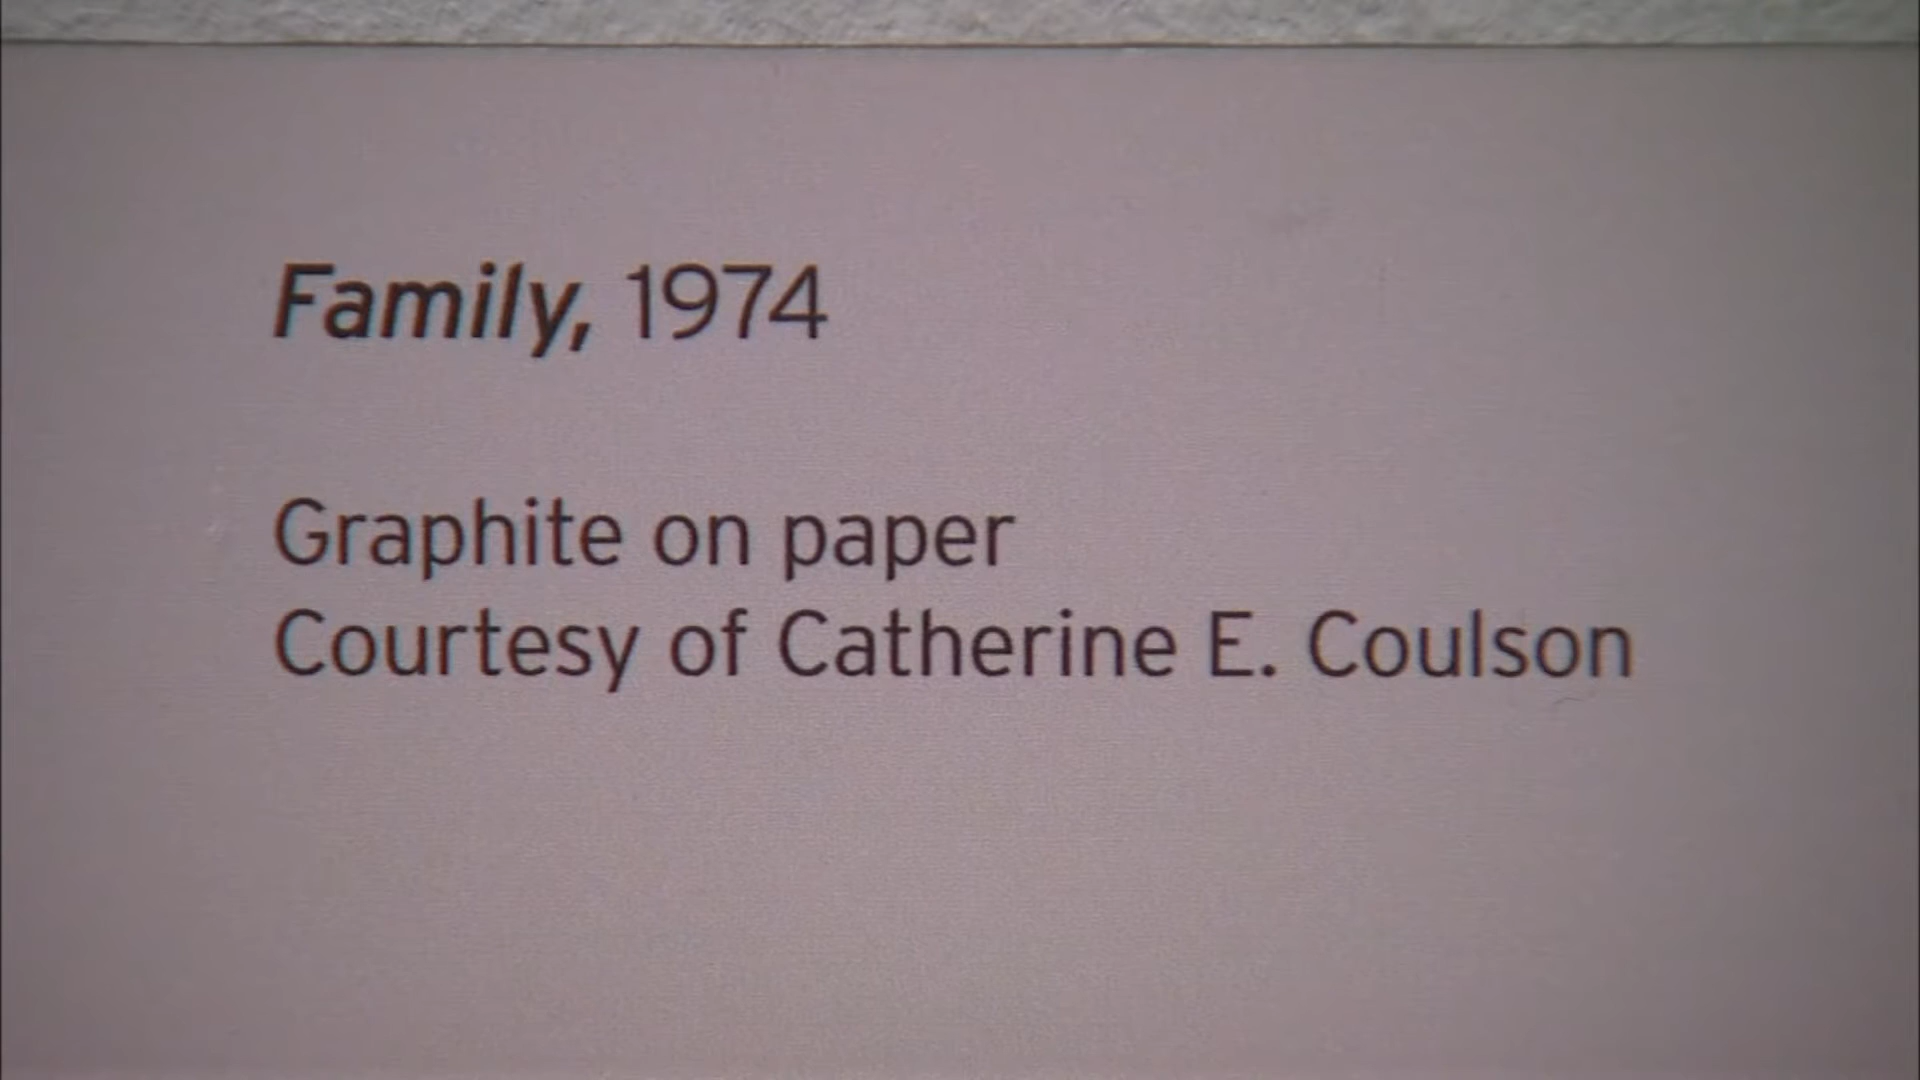 Family, 1974
Graphite on paper
Courtesy of Catherine E. Coulson